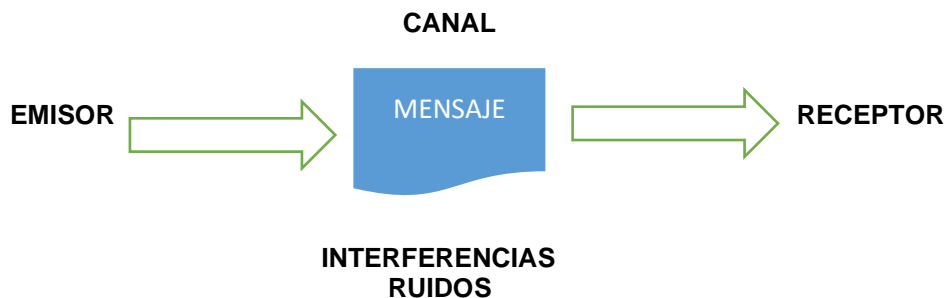 CANAL
EMISOR
MENSAJE
RECEPTOR
INTERFERENCIAS
RUIDOS